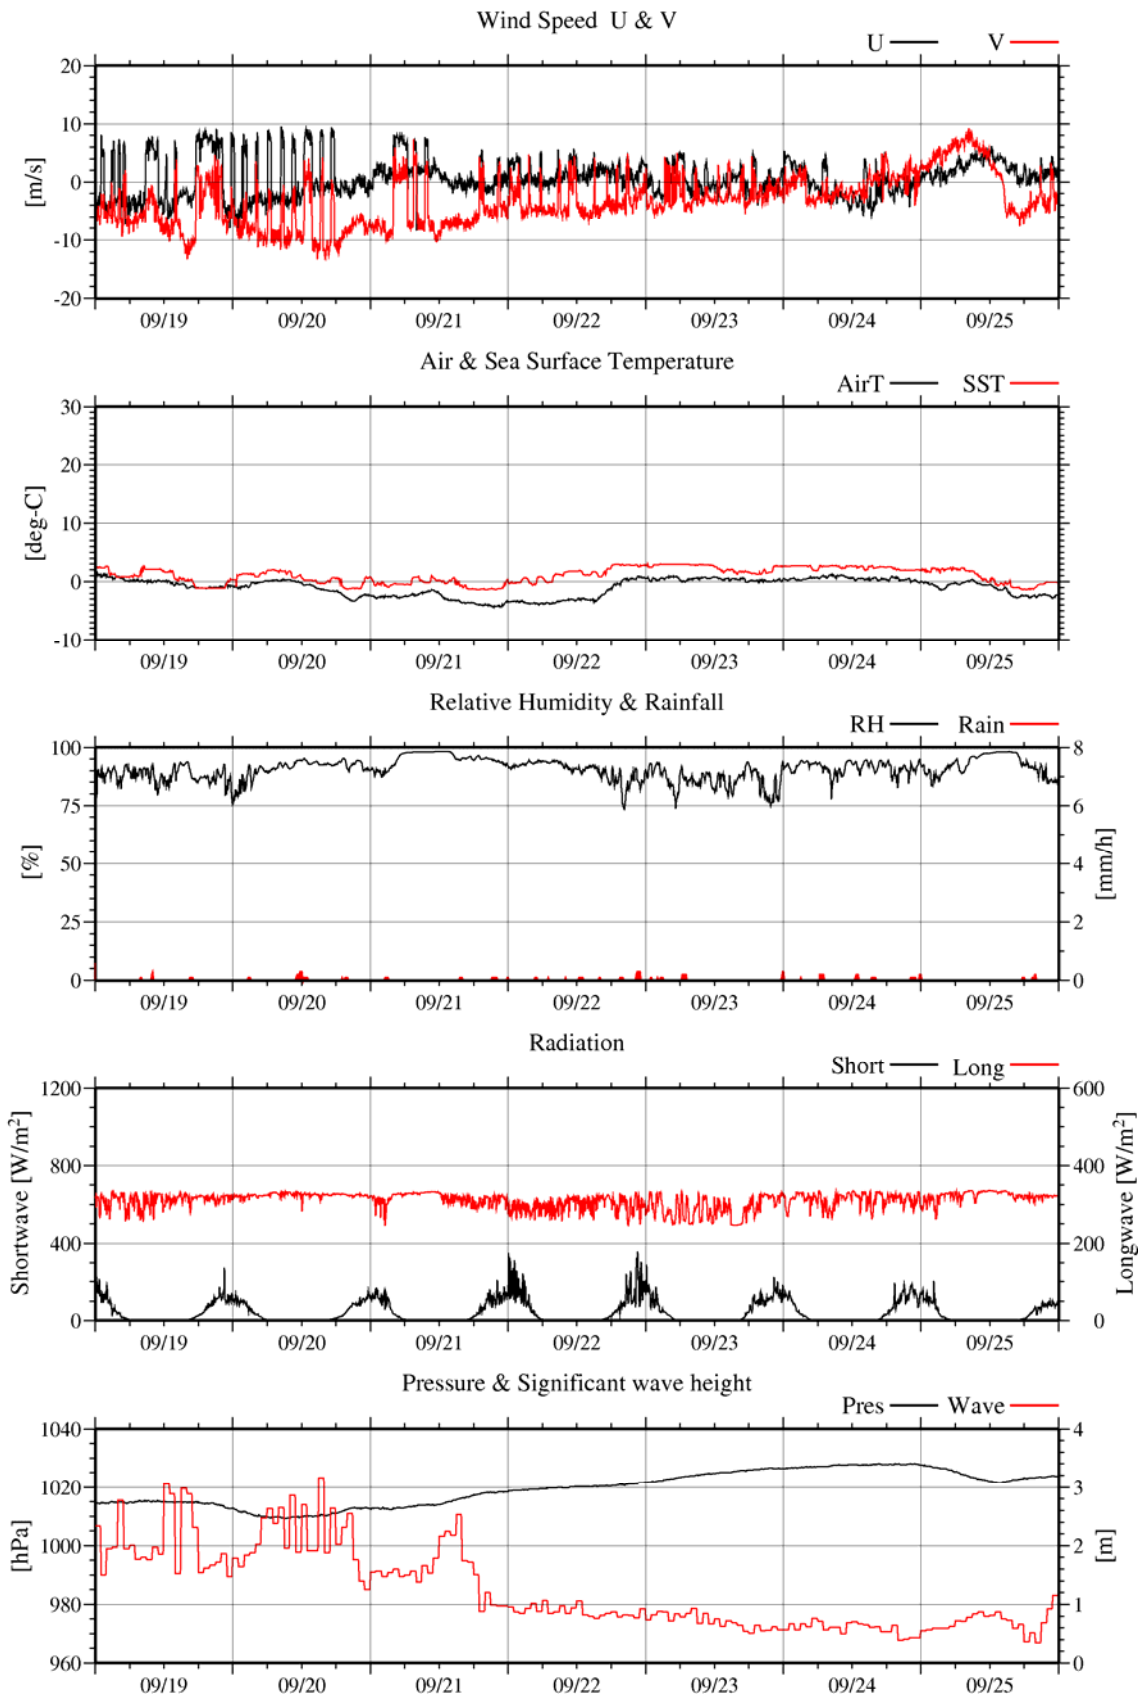 Wind Speed  U & V
U V
20
10
0
-10
-20
[m/s]
09/19 09/20 09/21 09/22 09/23 09/24 09/25
Air & Sea Surface Temperature
AirT SST
30
20
10
0
-10
[deg-C]
09/19 09/20 09/21 09/22 09/23 09/24 09/25
Relative Humidity & Rainfall
RH Rain
100 8
75 6
50 4
25 2
0 0
[%]
[mm/h]
09/19 09/20 09/21 09/22 09/23 09/24 09/25
Radiation
Short Long
1200 600
800 400
400 200
0 0
Shortwave [W/m²]
Longwave [W/m²]
09/19 09/20 09/21 09/22 09/23 09/24 09/25
Pressure & Significant wave height
Pres Wave
1040 4
1020 3
1000 2
980 1
960 0
[hPa]
[m]
09/19 09/20 09/21 09/22 09/23 09/24 09/25